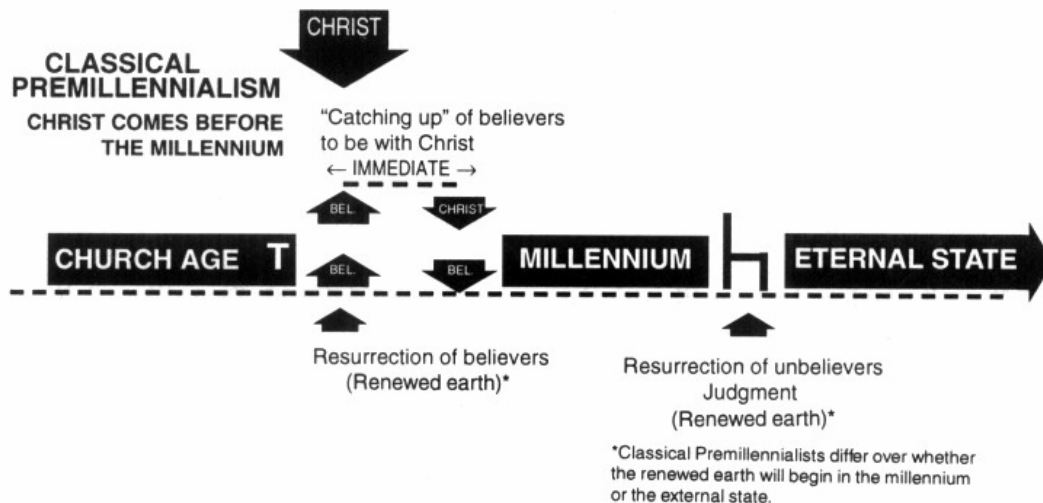 CHRIST
CLASSICAL
PREMILLENNIALISM
CHRIST COMES BEFORE
THE MILLENNIUM
“Catching up” of believers
to be with Christ
← IMMEDIATE →
BEL.
CHRIST
CHURCH AGE T
BEL.
BEL.
MILLENNIUM
ETERNAL STATE
Resurrection of believers
(Renewed earth)*
Resurrection of unbelievers
Judgment
(Renewed earth)*
*Classical Premillennialists differ over whether
the renewed earth will begin in the millennium
or the external state.